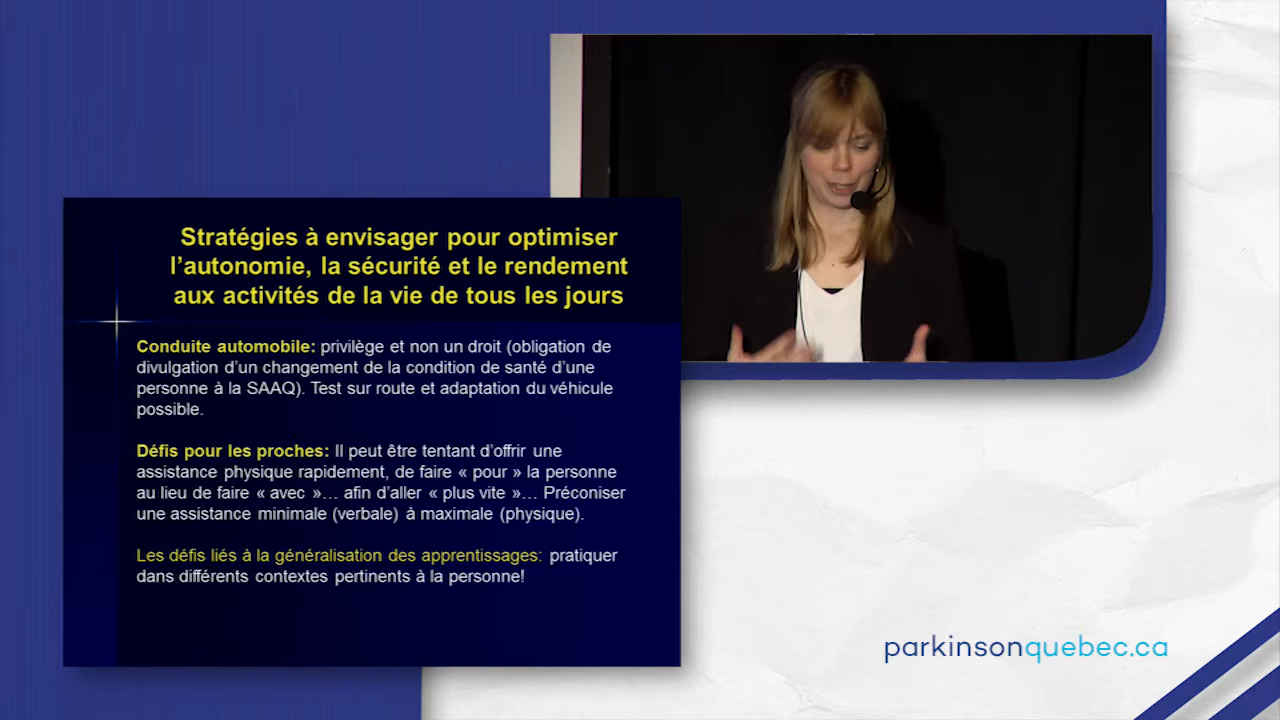 Stratégies à envisager pour optimiser
l’autonomie, la sécurité et le rendement
aux activités de la vie de tous les jours
Conduite automobile: privilège et non un droit (obligation de
divulgation d’un changement de la condition de santé d’une
personne à la SAAQ). Test sur route et adaptation du véhicule
possible.
Défis pour les proches: Il peut être tentant d’offrir une
assistance physique rapidement, de faire « pour » la personne
au lieu de faire « avec »… afin d’aller « plus vite »… Préconiser
une assistance minimale (verbale) à maximale (physique).
Les défis liés à la généralisation des apprentissages: pratiquer
dans différents contextes pertinents à la personne!
parkinsonquebec.ca